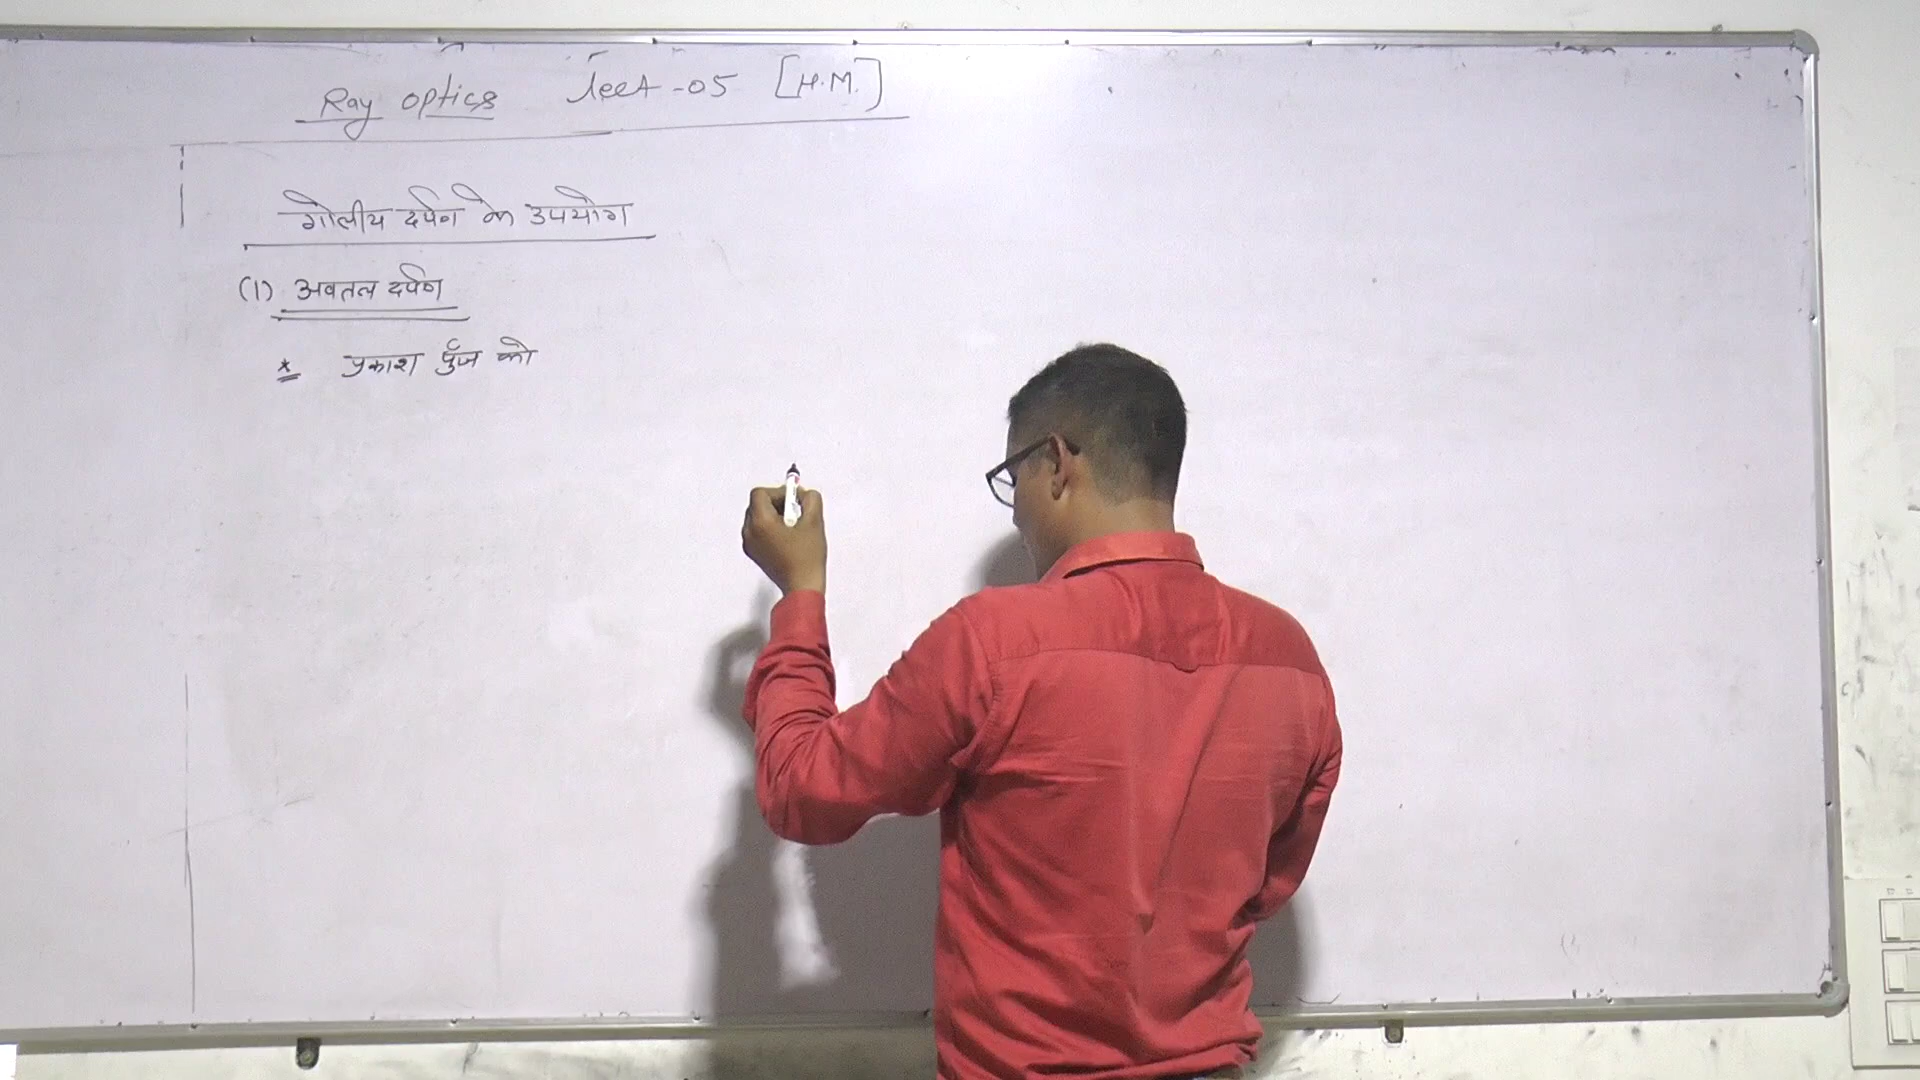 Ray optics Lect-05 [H.M.]
गोलीय दर्पण के उपयोग
(1) अवतल दर्पण
* प्रकाश पुँज को